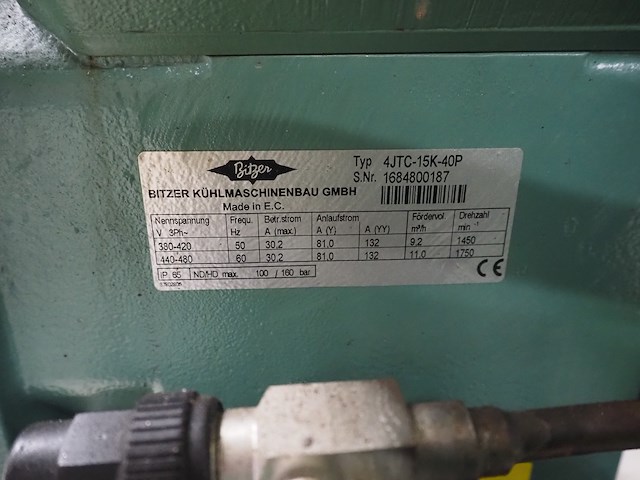 Bitzer
Typ 4JTC-15K-40P
S.Nr. 1684800187
BITZER KÜHLMASCHINENBAU GMBH
Made in E.C.
Nennspannung Frequ. Betr.strom Anlaufstrom Fördervol Drehzahl
V 3Ph~ Hz A (max.) A (Y) A (YY) m³/h min⁻¹
380-420 50 30.2 81.0 132 9.2 1450
440-480 60 30.2 81.0 132 11.0 1750
IP 65 ND/HD max. 100 / 160 bar
CE